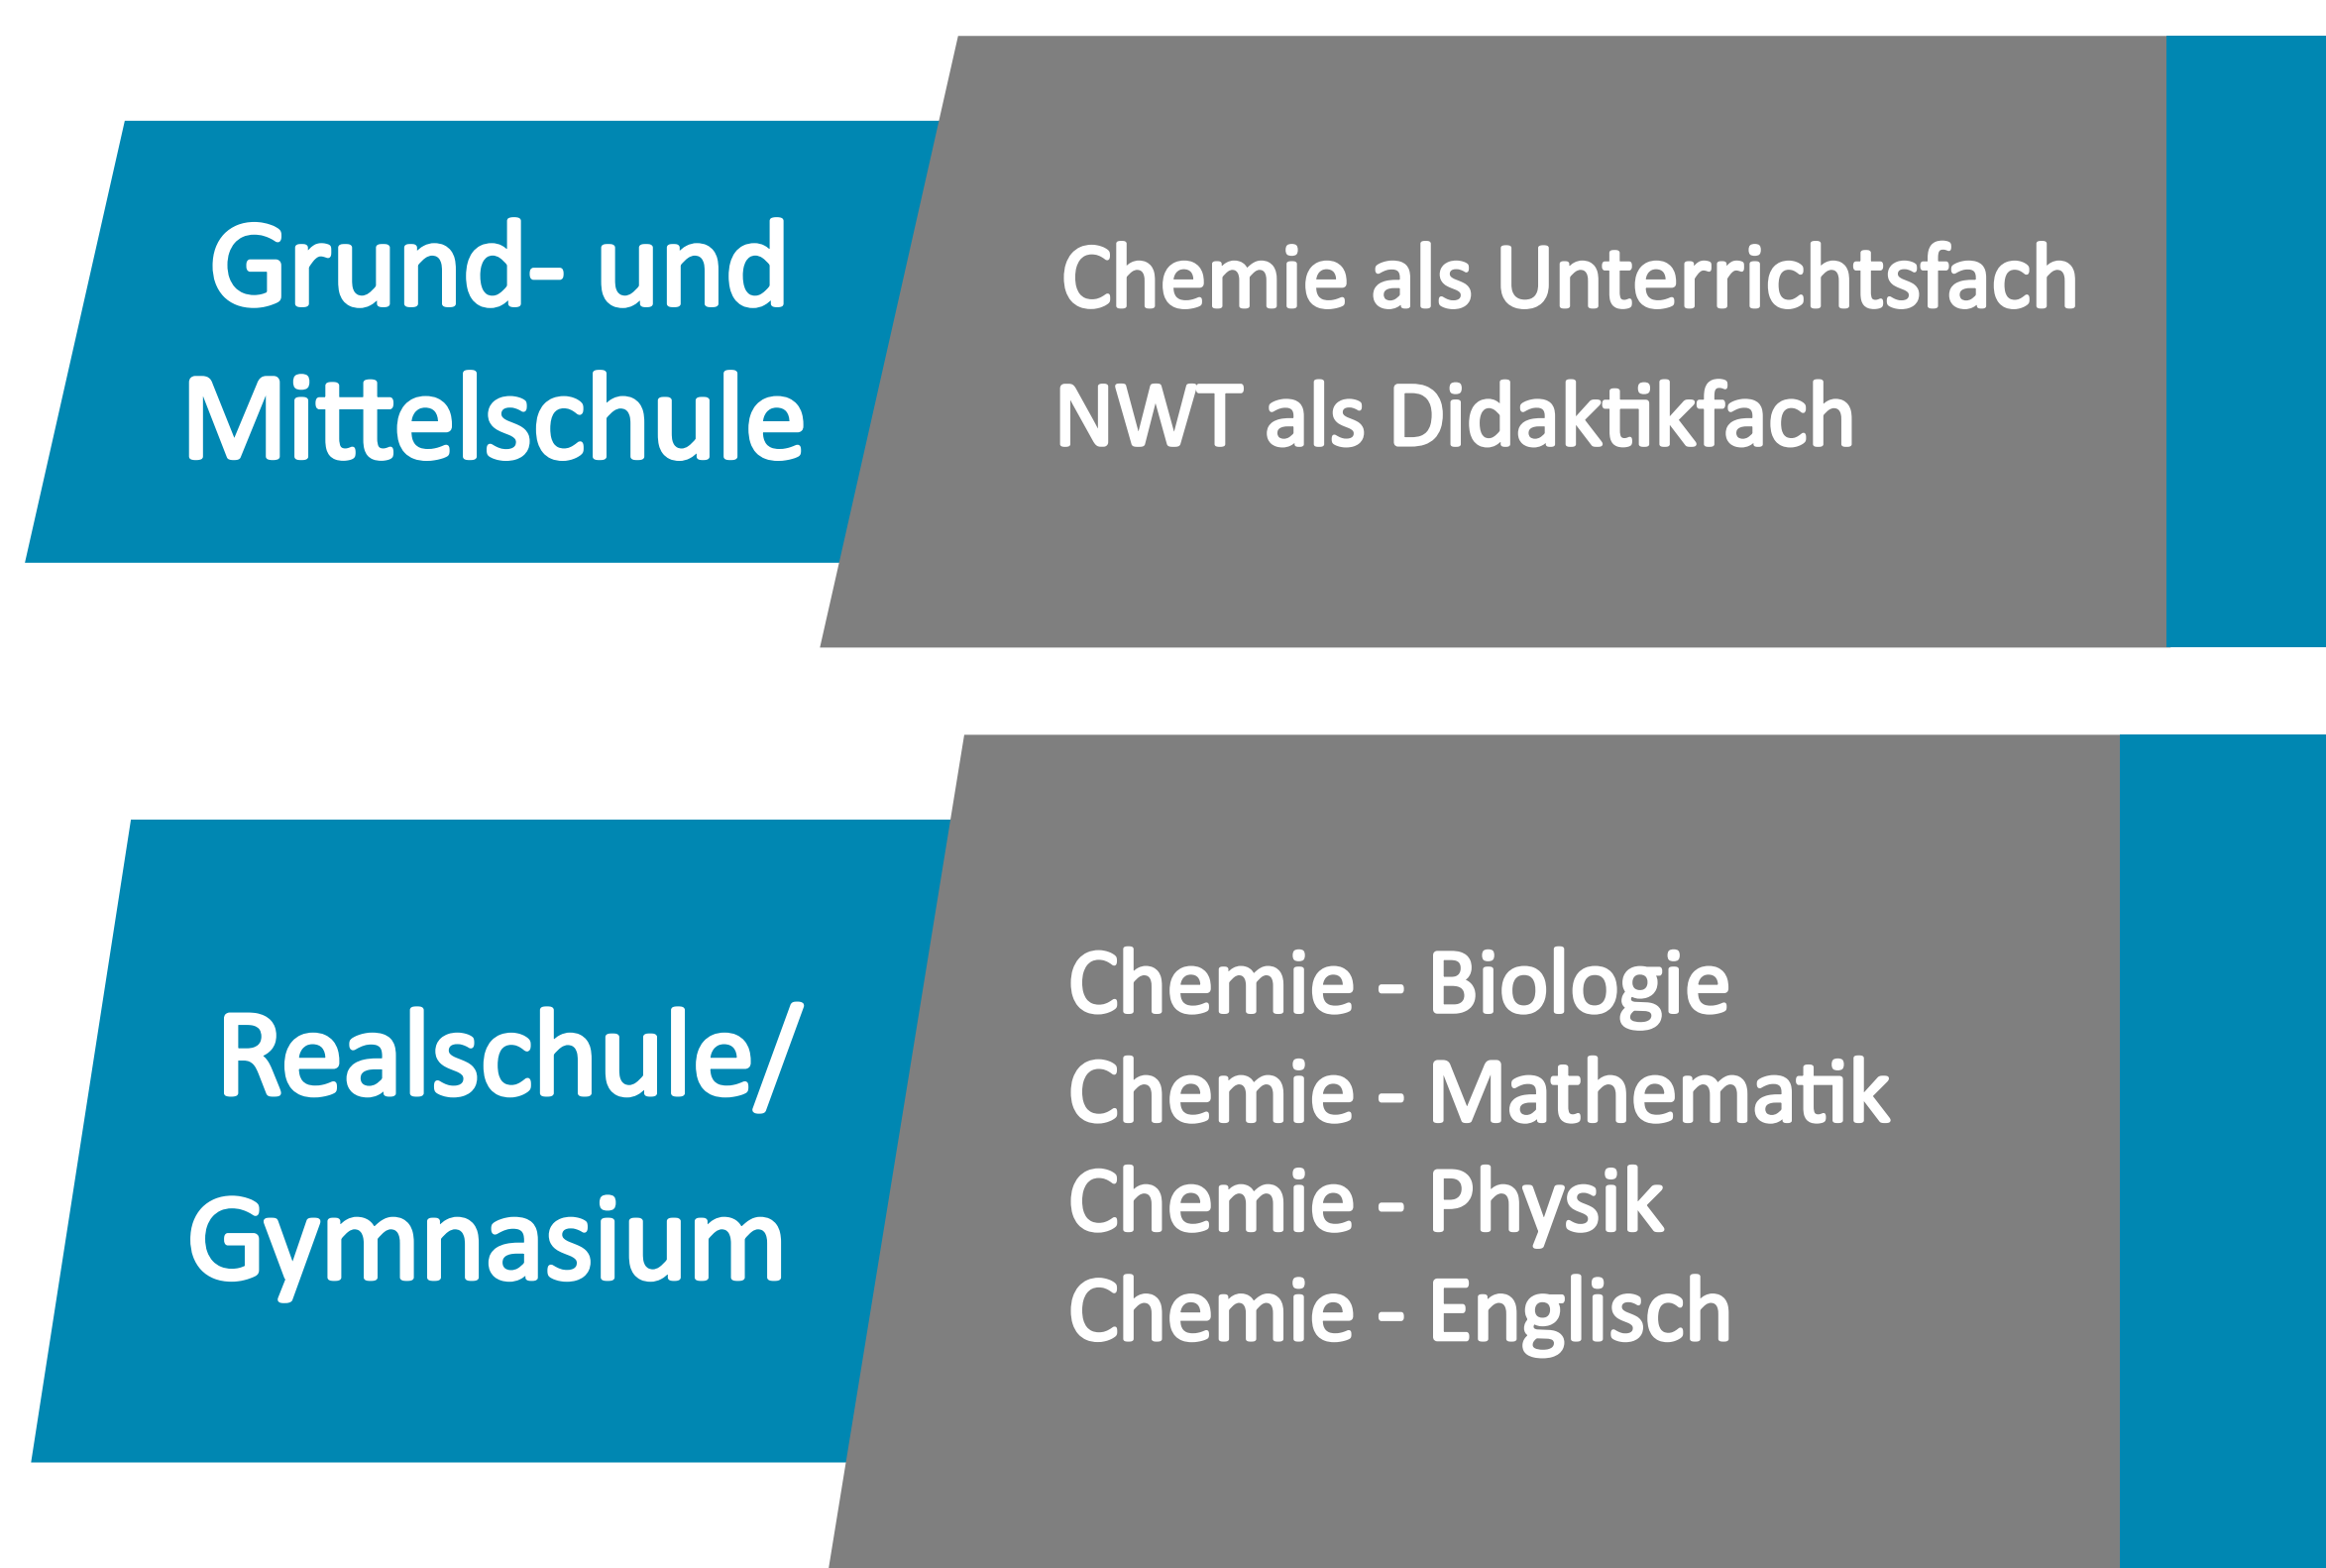 Grund- und
Mittelschule
Chemie als Unterrichtsfach
NWT als Didaktikfach
Realschule/
Gymnasium
Chemie - Biologie
Chemie - Mathematik
Chemie - Physik
Chemie - Englisch